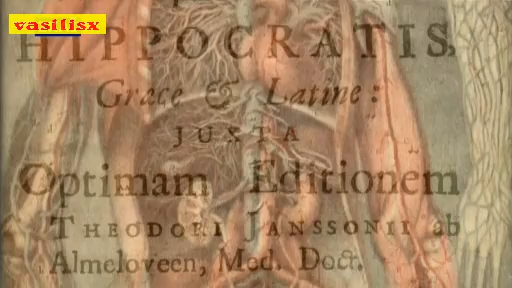 vasilisx
HIPPOCRATIS,
Græce & Latine:
JUXTA
Optimam Editionem
THEODORI JANSSONII ab
Almeloveen, Med. Doct.